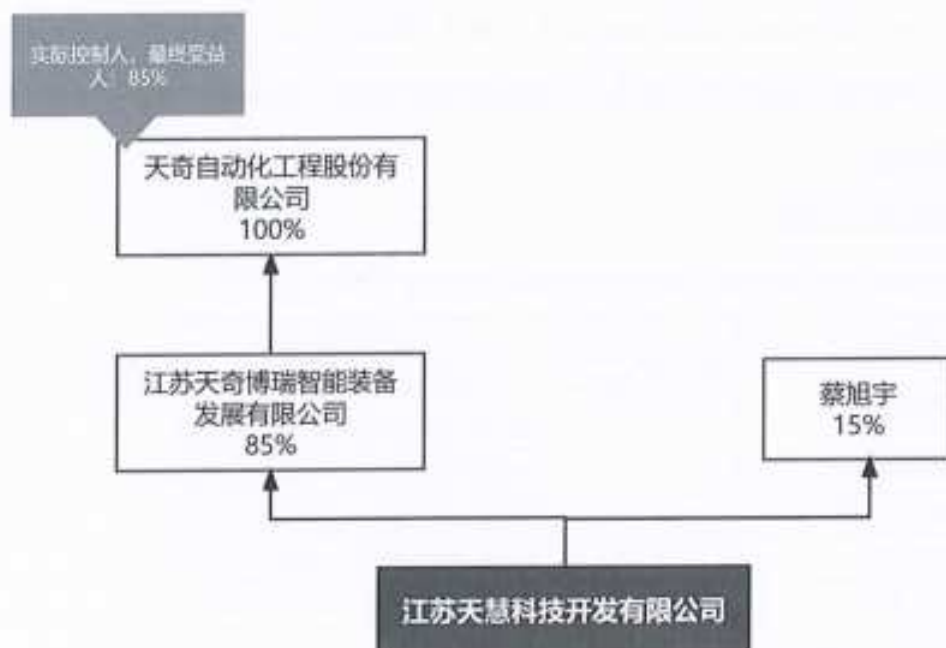 实际控制人，最终受益
人：85%
天奇自动化工程股份有
限公司
100%
江苏天奇博瑞智能装备
发展有限公司
85%
蔡旭宇
15%
江苏天慧科技开发有限公司